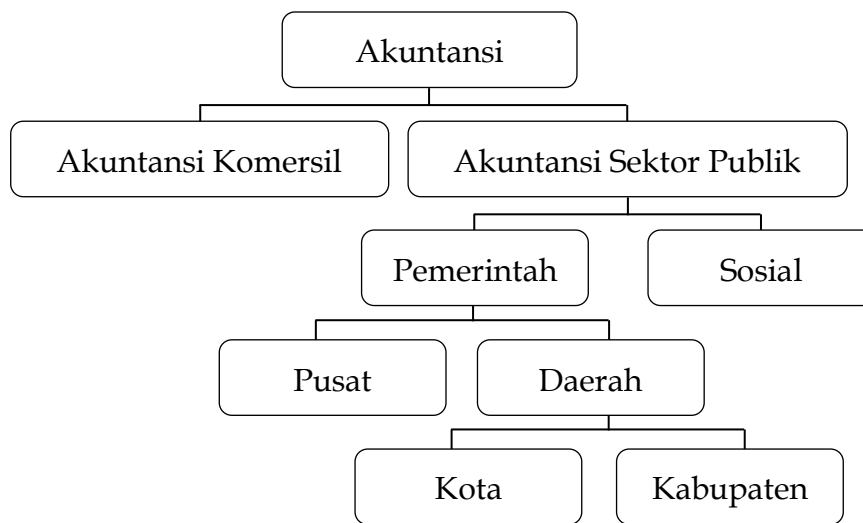 Akuntansi
Akuntansi Komersil
Akuntansi Sektor Publik
Pemerintah
Sosial
Pusat
Daerah
Kota
Kabupaten